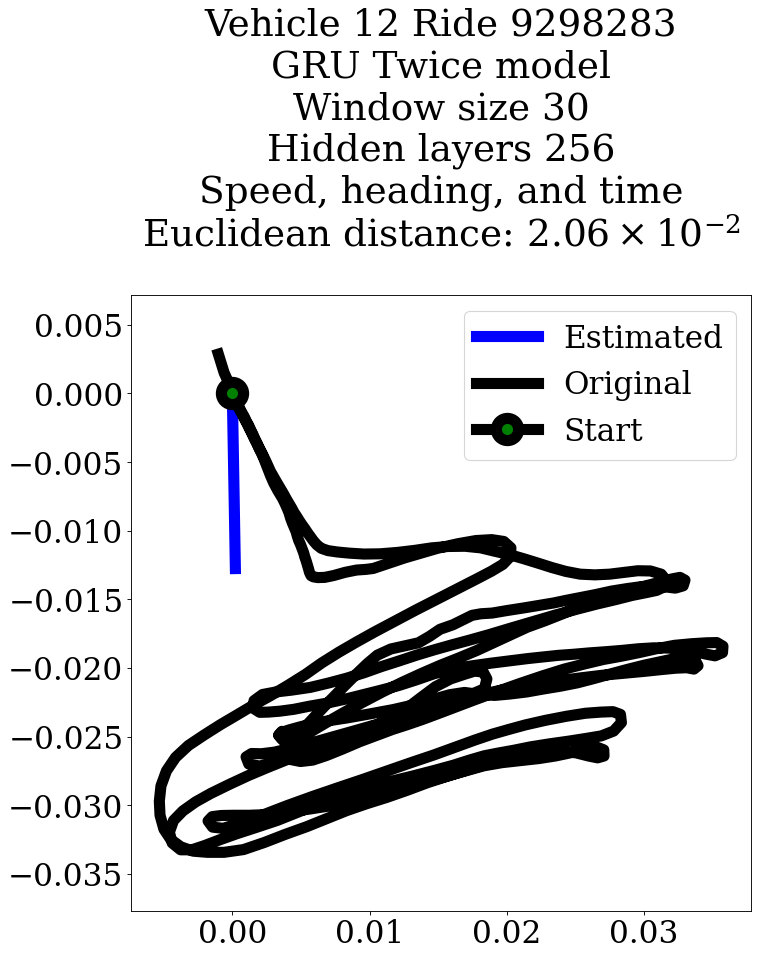 Vehicle 12 Ride 9298283
GRU Twice model
Window size 30
Hidden layers 256
Speed, heading, and time
Euclidean distance: 2.06 × 10⁻²
Estimated
Original
Start
0.005
0.000
−0.005
−0.010
−0.015
−0.020
−0.025
−0.030
−0.035
0.00 0.01 0.02 0.03